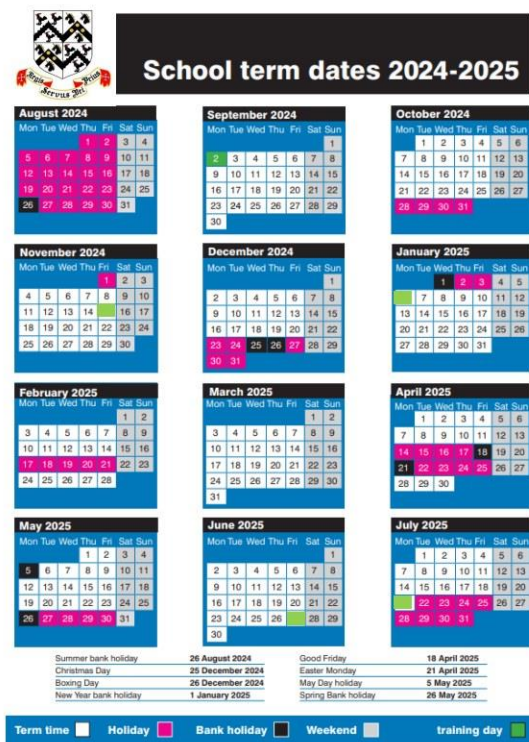 Regis Servus Dei Prius
School term dates 2024-2025
August 2024
Mon Tue Wed Thu Fri Sat Sun
1 2 3 4
5 6 7 8 9 10 11
12 13 14 15 16 17 18
19 20 21 22 23 24 25
26 27 28 29 30 31
September 2024
Mon Tue Wed Thu Fri Sat Sun
1
2 3 4 5 6 7 8
9 10 11 12 13 14 15
16 17 18 19 20 21 22
23 24 25 26 27 28 29
30
October 2024
Mon Tue Wed Thu Fri Sat Sun
1 2 3 4 5 6
7 8 9 10 11 12 13
14 15 16 17 18 19 20
21 22 23 24 25 26 27
28 29 30 31
November 2024
Mon Tue Wed Thu Fri Sat Sun
1 2 3
4 5 6 7 8 9 10
11 12 13 14 16 17
18 19 20 21 22 23 24
25 26 27 28 29 30
December 2024
Mon Tue Wed Thu Fri Sat Sun
1
2 3 4 5 6 7 8
9 10 11 12 13 14 15
16 17 18 19 20 21 22
23 24 25 26 27 28 29
30 31
January 2025
Mon Tue Wed Thu Fri Sat Sun
1 2 3 4 5
7 8 9 10 11 12
13 14 15 16 17 18 19
20 21 22 23 24 25 26
27 28 29 30 31
February 2025
Mon Tue Wed Thu Fri Sat Sun
1 2
3 4 5 6 7 8 9
10 11 12 13 14 15 16
17 18 19 20 21 22 23
24 25 26 27 28
March 2025
Mon Tue Wed Thu Fri Sat Sun
1 2
3 4 5 6 7 8 9
10 11 12 13 14 15 16
17 18 19 20 21 22 23
24 25 26 27 28 29 30
31
April 2025
Mon Tue Wed Thu Fri Sat Sun
1 2 3 4 5 6
7 8 9 10 11 12 13
14 15 16 17 18 19 20
21 22 23 24 25 26 27
28 29 30
May 2025
Mon Tue Wed Thu Fri Sat Sun
1 2 3 4
5 6 7 8 9 10 11
12 13 14 15 16 17 18
19 20 21 22 23 24 25
26 27 28 29 30 31
June 2025
Mon Tue Wed Thu Fri Sat Sun
1
2 3 4 5 6 7 8
9 10 11 12 13 14 15
16 17 18 19 20 21 22
23 24 25 26 28 29
30
July 2025
Mon Tue Wed Thu Fri Sat Sun
1 2 3 4 5 6
7 8 9 10 11 12 13
14 15 16 17 18 19 20
22 23 24 25 26 27
28 29 30 31
Summer bank holiday 26 August 2024
Christmas Day 25 December 2024
Boxing Day 26 December 2024
New Year bank holiday 1 January 2025
Good Friday 18 April 2025
Easter Monday 21 April 2025
May Day holiday 5 May 2025
Spring Bank holiday 26 May 2025
Term time Holiday Bank holiday Weekend training day